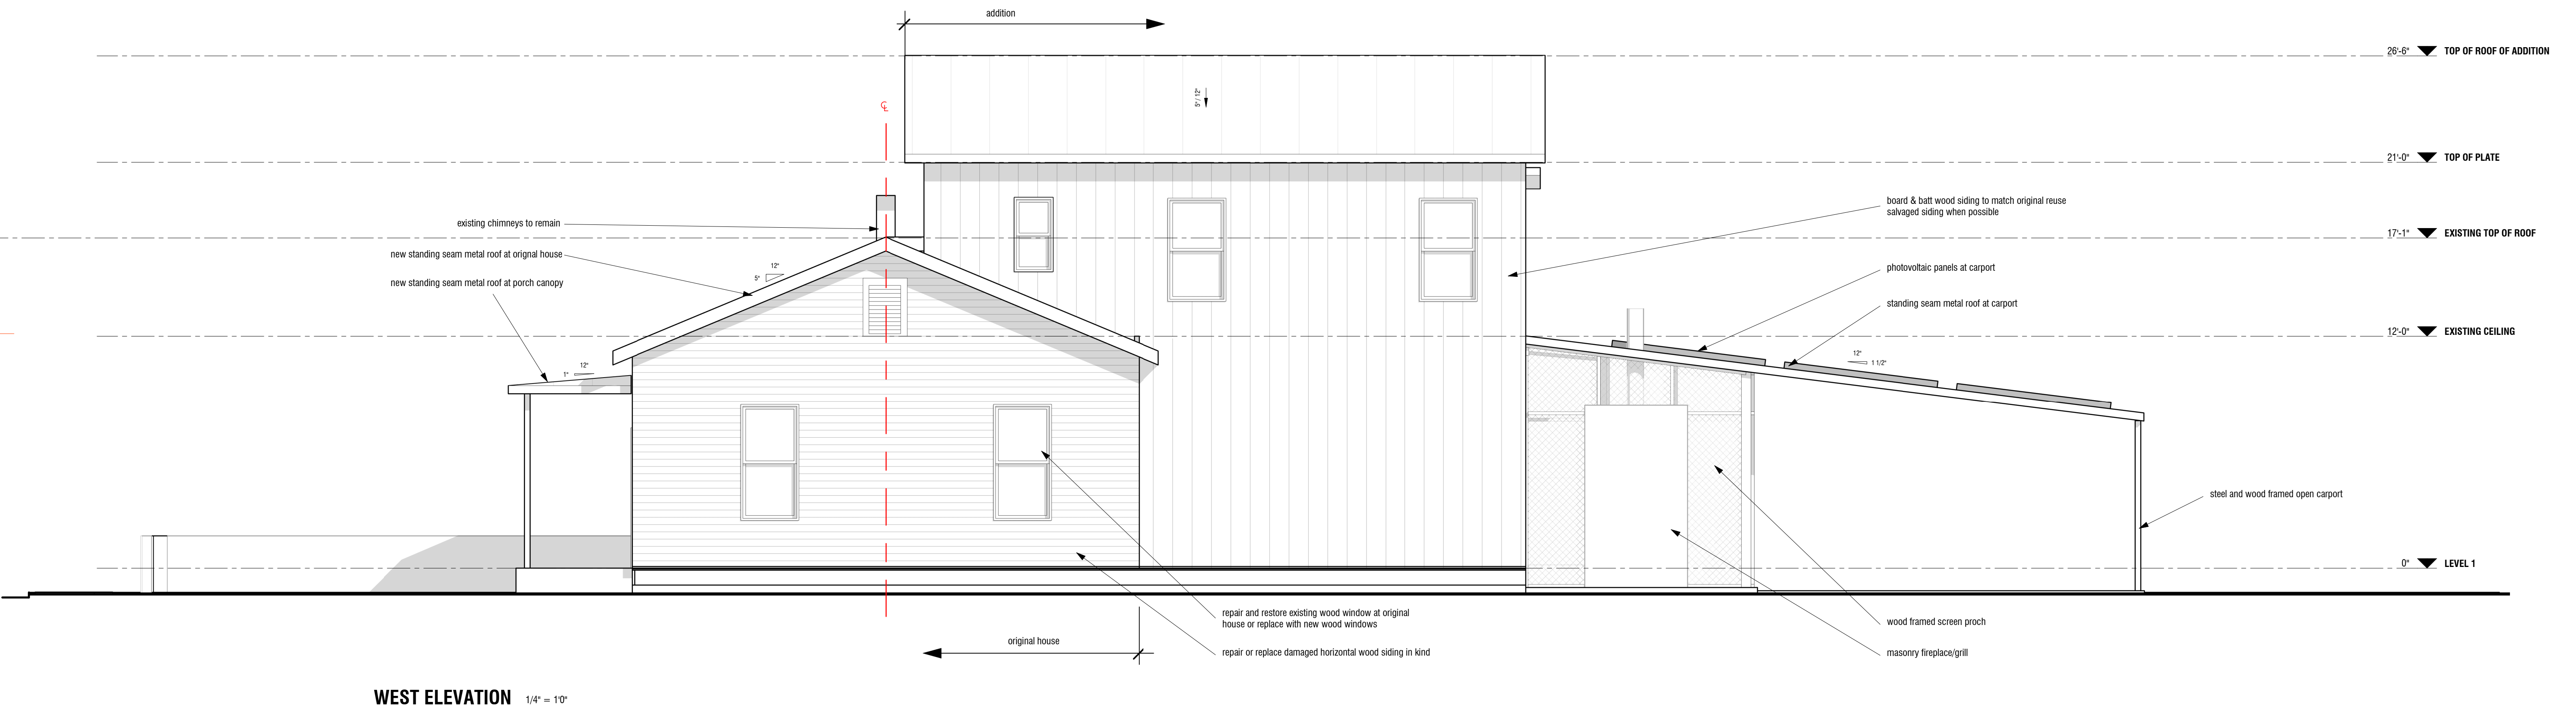 addition
26'-6" TOP OF ROOF OF ADDITION
5" / 12"
℄
21'-0" TOP OF PLATE
board & batt wood siding to match original reuse
salvaged siding when possible
existing chimneys to remain
17'-1" EXISTING TOP OF ROOF
new standing seam metal roof at orignal house
12"
5"
photovoltaic panels at carport
new standing seam metal roof at porch canopy
standing seam metal roof at carport
12'-0" EXISTING CEILING
12"
1 1/2"
12"
1"
steel and wood framed open carport
0" LEVEL 1
repair and restore existing wood window at original
house or replace with new wood windows
wood framed screen proch
original house
repair or replace damaged horizontal wood siding in kind
masonry fireplace/grill
WEST ELEVATION 1/4" = 1'0"